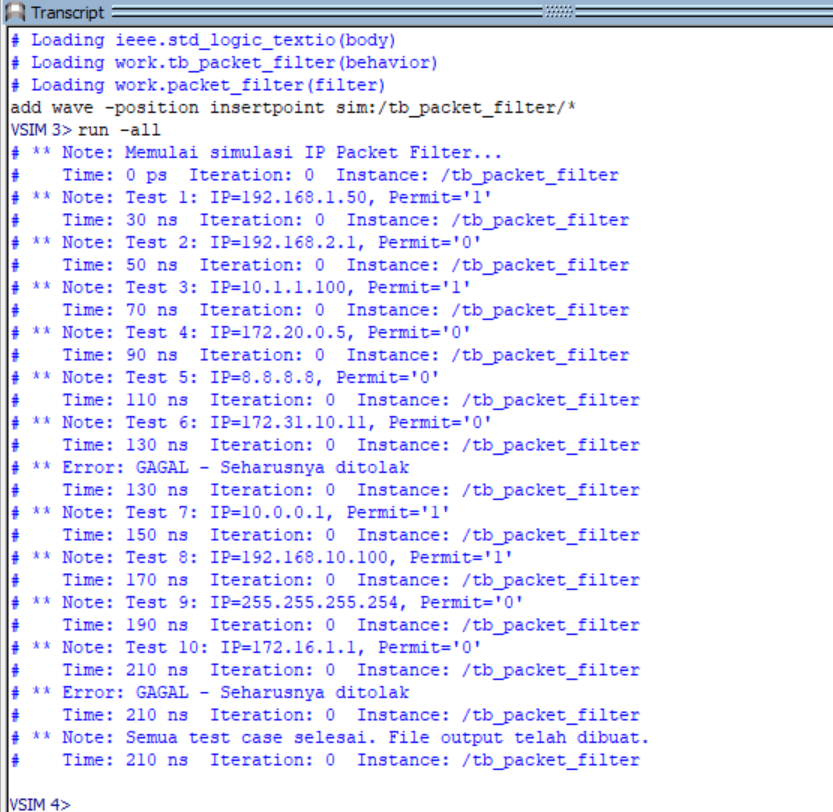 Transcript
# Loading ieee.std_logic_textio(body)
# Loading work.tb_packet_filter(behavior)
# Loading work.packet_filter(filter)
add wave -position insertpoint sim:/tb_packet_filter/*
VSIM 3> run -all
# ** Note: Memulai simulasi IP Packet Filter...
#    Time: 0 ps  Iteration: 0  Instance: /tb_packet_filter
# ** Note: Test 1: IP=192.168.1.50, Permit='1'
#    Time: 30 ns  Iteration: 0  Instance: /tb_packet_filter
# ** Note: Test 2: IP=192.168.2.1, Permit='0'
#    Time: 50 ns  Iteration: 0  Instance: /tb_packet_filter
# ** Note: Test 3: IP=10.1.1.100, Permit='1'
#    Time: 70 ns  Iteration: 0  Instance: /tb_packet_filter
# ** Note: Test 4: IP=172.20.0.5, Permit='0'
#    Time: 90 ns  Iteration: 0  Instance: /tb_packet_filter
# ** Note: Test 5: IP=8.8.8.8, Permit='0'
#    Time: 110 ns  Iteration: 0  Instance: /tb_packet_filter
# ** Note: Test 6: IP=172.31.10.11, Permit='0'
#    Time: 130 ns  Iteration: 0  Instance: /tb_packet_filter
# ** Error: GAGAL - Seharusnya ditolak
#    Time: 130 ns  Iteration: 0  Instance: /tb_packet_filter
# ** Note: Test 7: IP=10.0.0.1, Permit='1'
#    Time: 150 ns  Iteration: 0  Instance: /tb_packet_filter
# ** Note: Test 8: IP=192.168.10.100, Permit='1'
#    Time: 170 ns  Iteration: 0  Instance: /tb_packet_filter
# ** Note: Test 9: IP=255.255.255.254, Permit='0'
#    Time: 190 ns  Iteration: 0  Instance: /tb_packet_filter
# ** Note: Test 10: IP=172.16.1.1, Permit='0'
#    Time: 210 ns  Iteration: 0  Instance: /tb_packet_filter
# ** Error: GAGAL - Seharusnya ditolak
#    Time: 210 ns  Iteration: 0  Instance: /tb_packet_filter
# ** Note: Semua test case selesai. File output telah dibuat.
#    Time: 210 ns  Iteration: 0  Instance: /tb_packet_filter
VSIM 4>